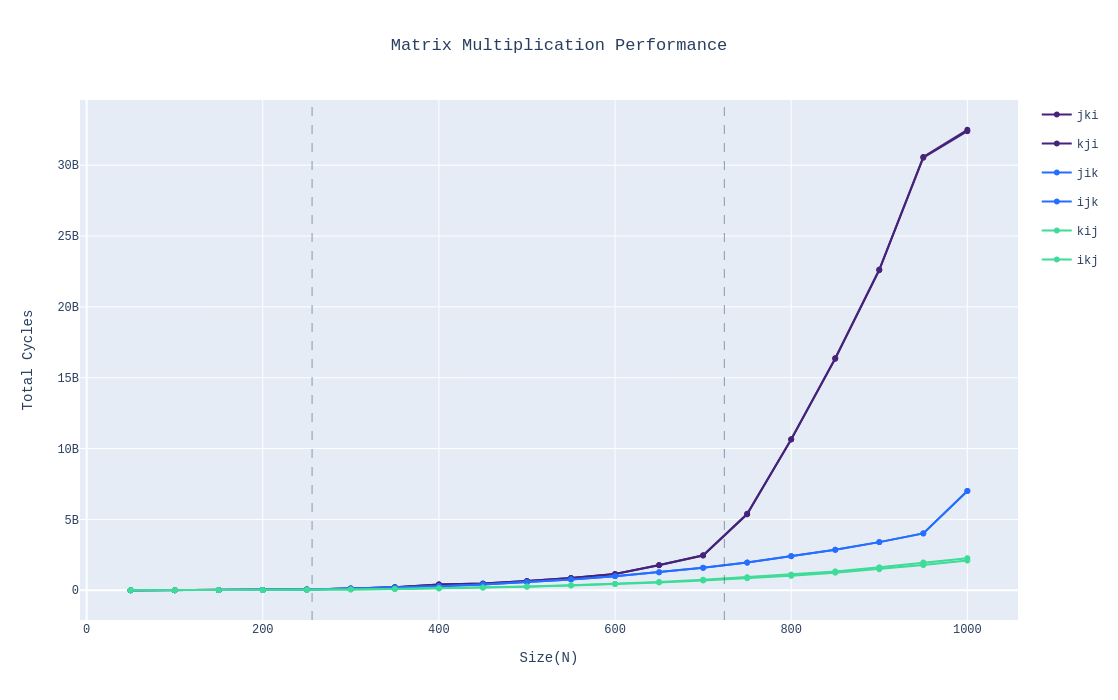 Matrix Multiplication Performance
jki
kji
jik
ijk
kij
ikj
30B
25B
20B
15B
10B
5B
0
Total Cycles
0 200 400 600 800 1000
Size(N)